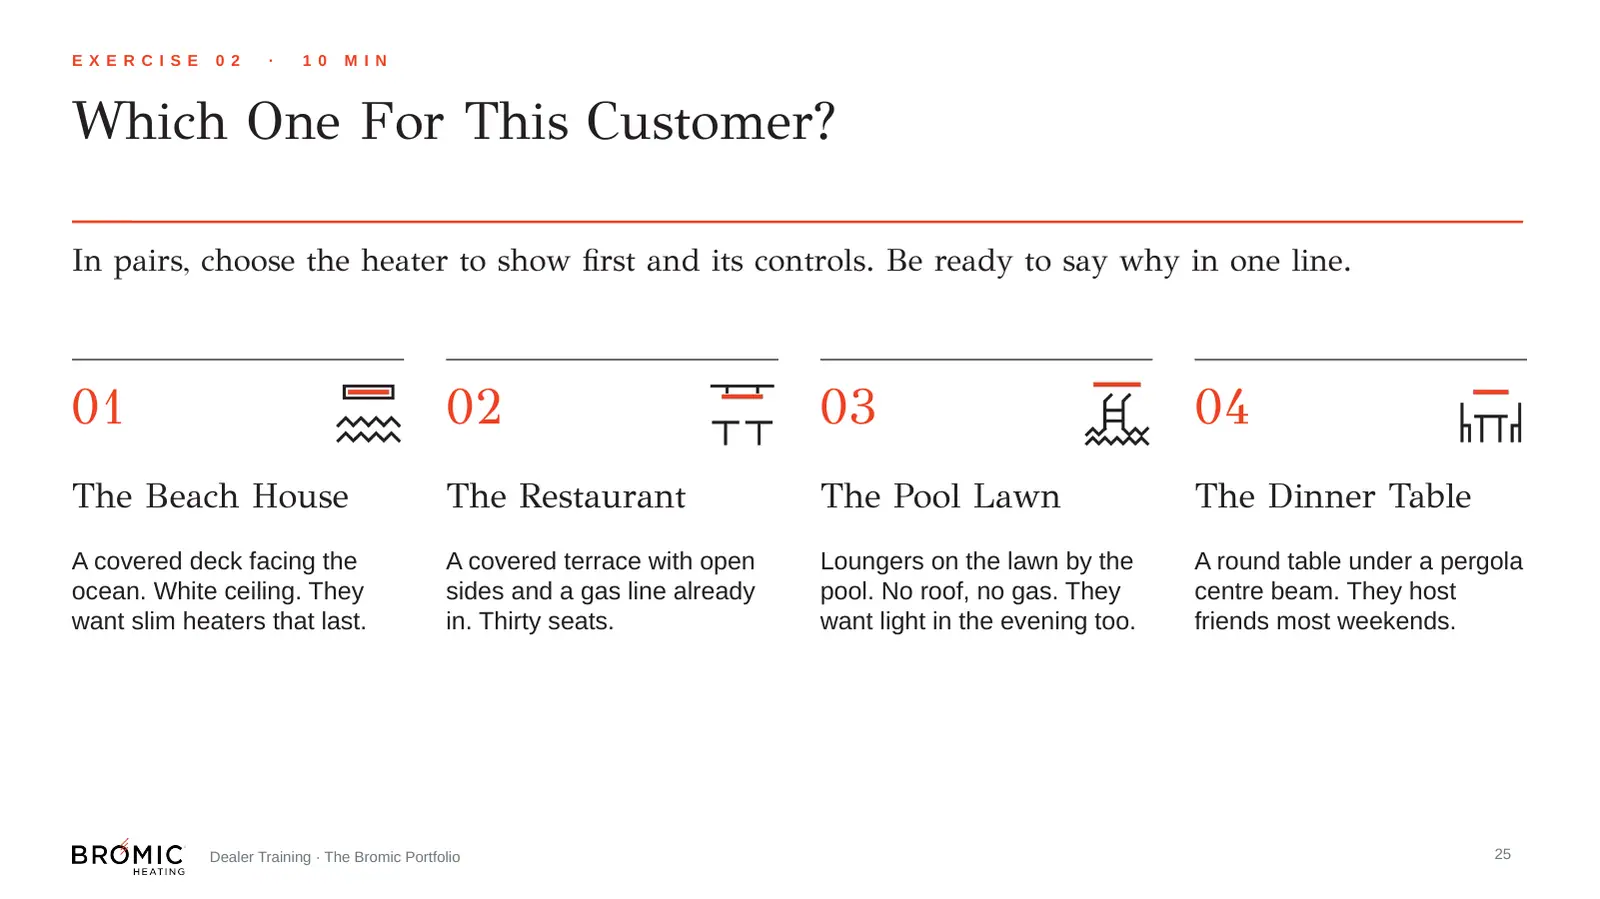 EXERCISE 02 · 10 MIN
Which One For This Customer?
In pairs, choose the heater to show first and its controls. Be ready to say why in one line.
01
The Beach House
A covered deck facing the
ocean. White ceiling. They
want slim heaters that last.
02
The Restaurant
A covered terrace with open
sides and a gas line already
in. Thirty seats.
03
The Pool Lawn
Loungers on the lawn by the
pool. No roof, no gas. They
want light in the evening too.
04
The Dinner Table
A round table under a pergola
centre beam. They host
friends most weekends.
BROMIC
HEATING
Dealer Training · The Bromic Portfolio
25